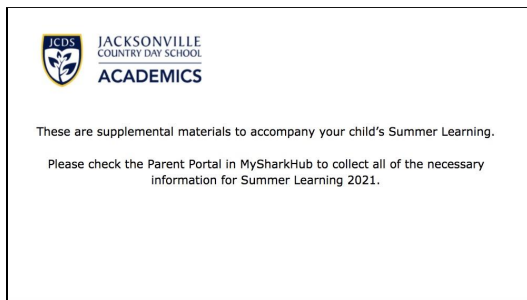 JCDS
JACKSONVILLE
COUNTRY DAY SCHOOL
ACADEMICS
These are supplemental materials to accompany your child’s Summer Learning.
Please check the Parent Portal in MySharkHub to collect all of the necessary
information for Summer Learning 2021.